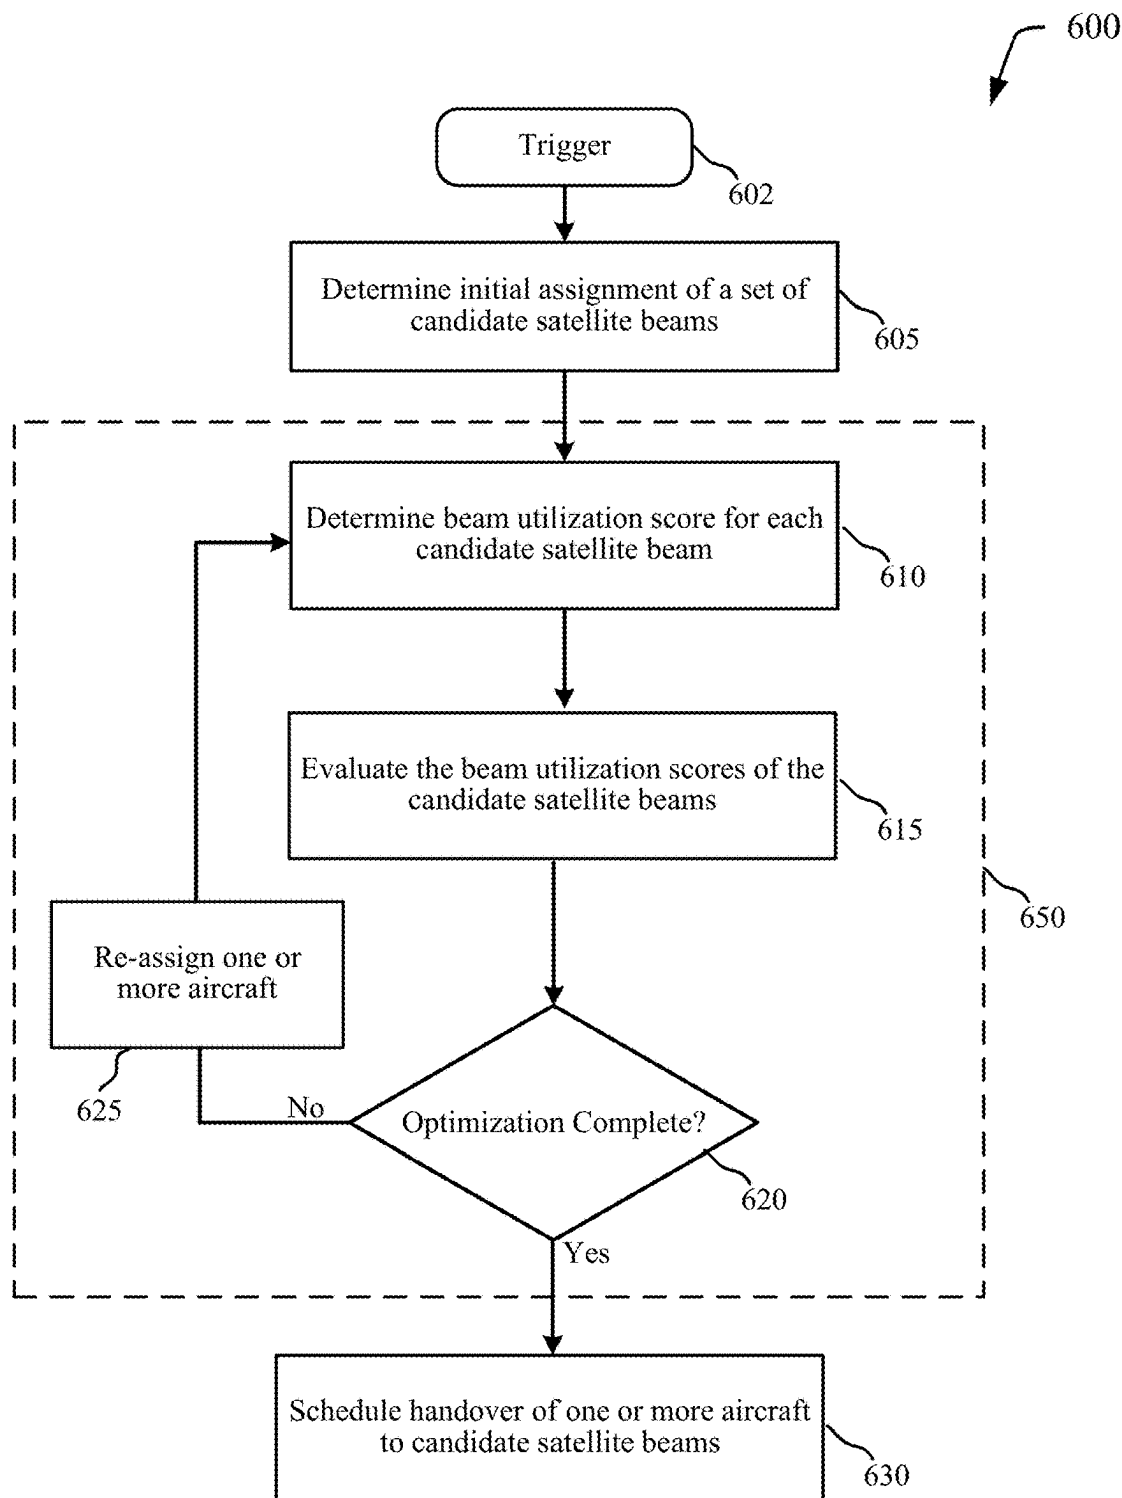 600
Trigger
602
Determine initial assignment of a set of
candidate satellite beams
605
Determine beam utilization score for each
candidate satellite beam
610
Evaluate the beam utilization scores of the
candidate satellite beams
615
650
Re-assign one or
more aircraft
625
No
Optimization Complete?
620
Yes
Schedule handover of one or more aircraft
to candidate satellite beams
630